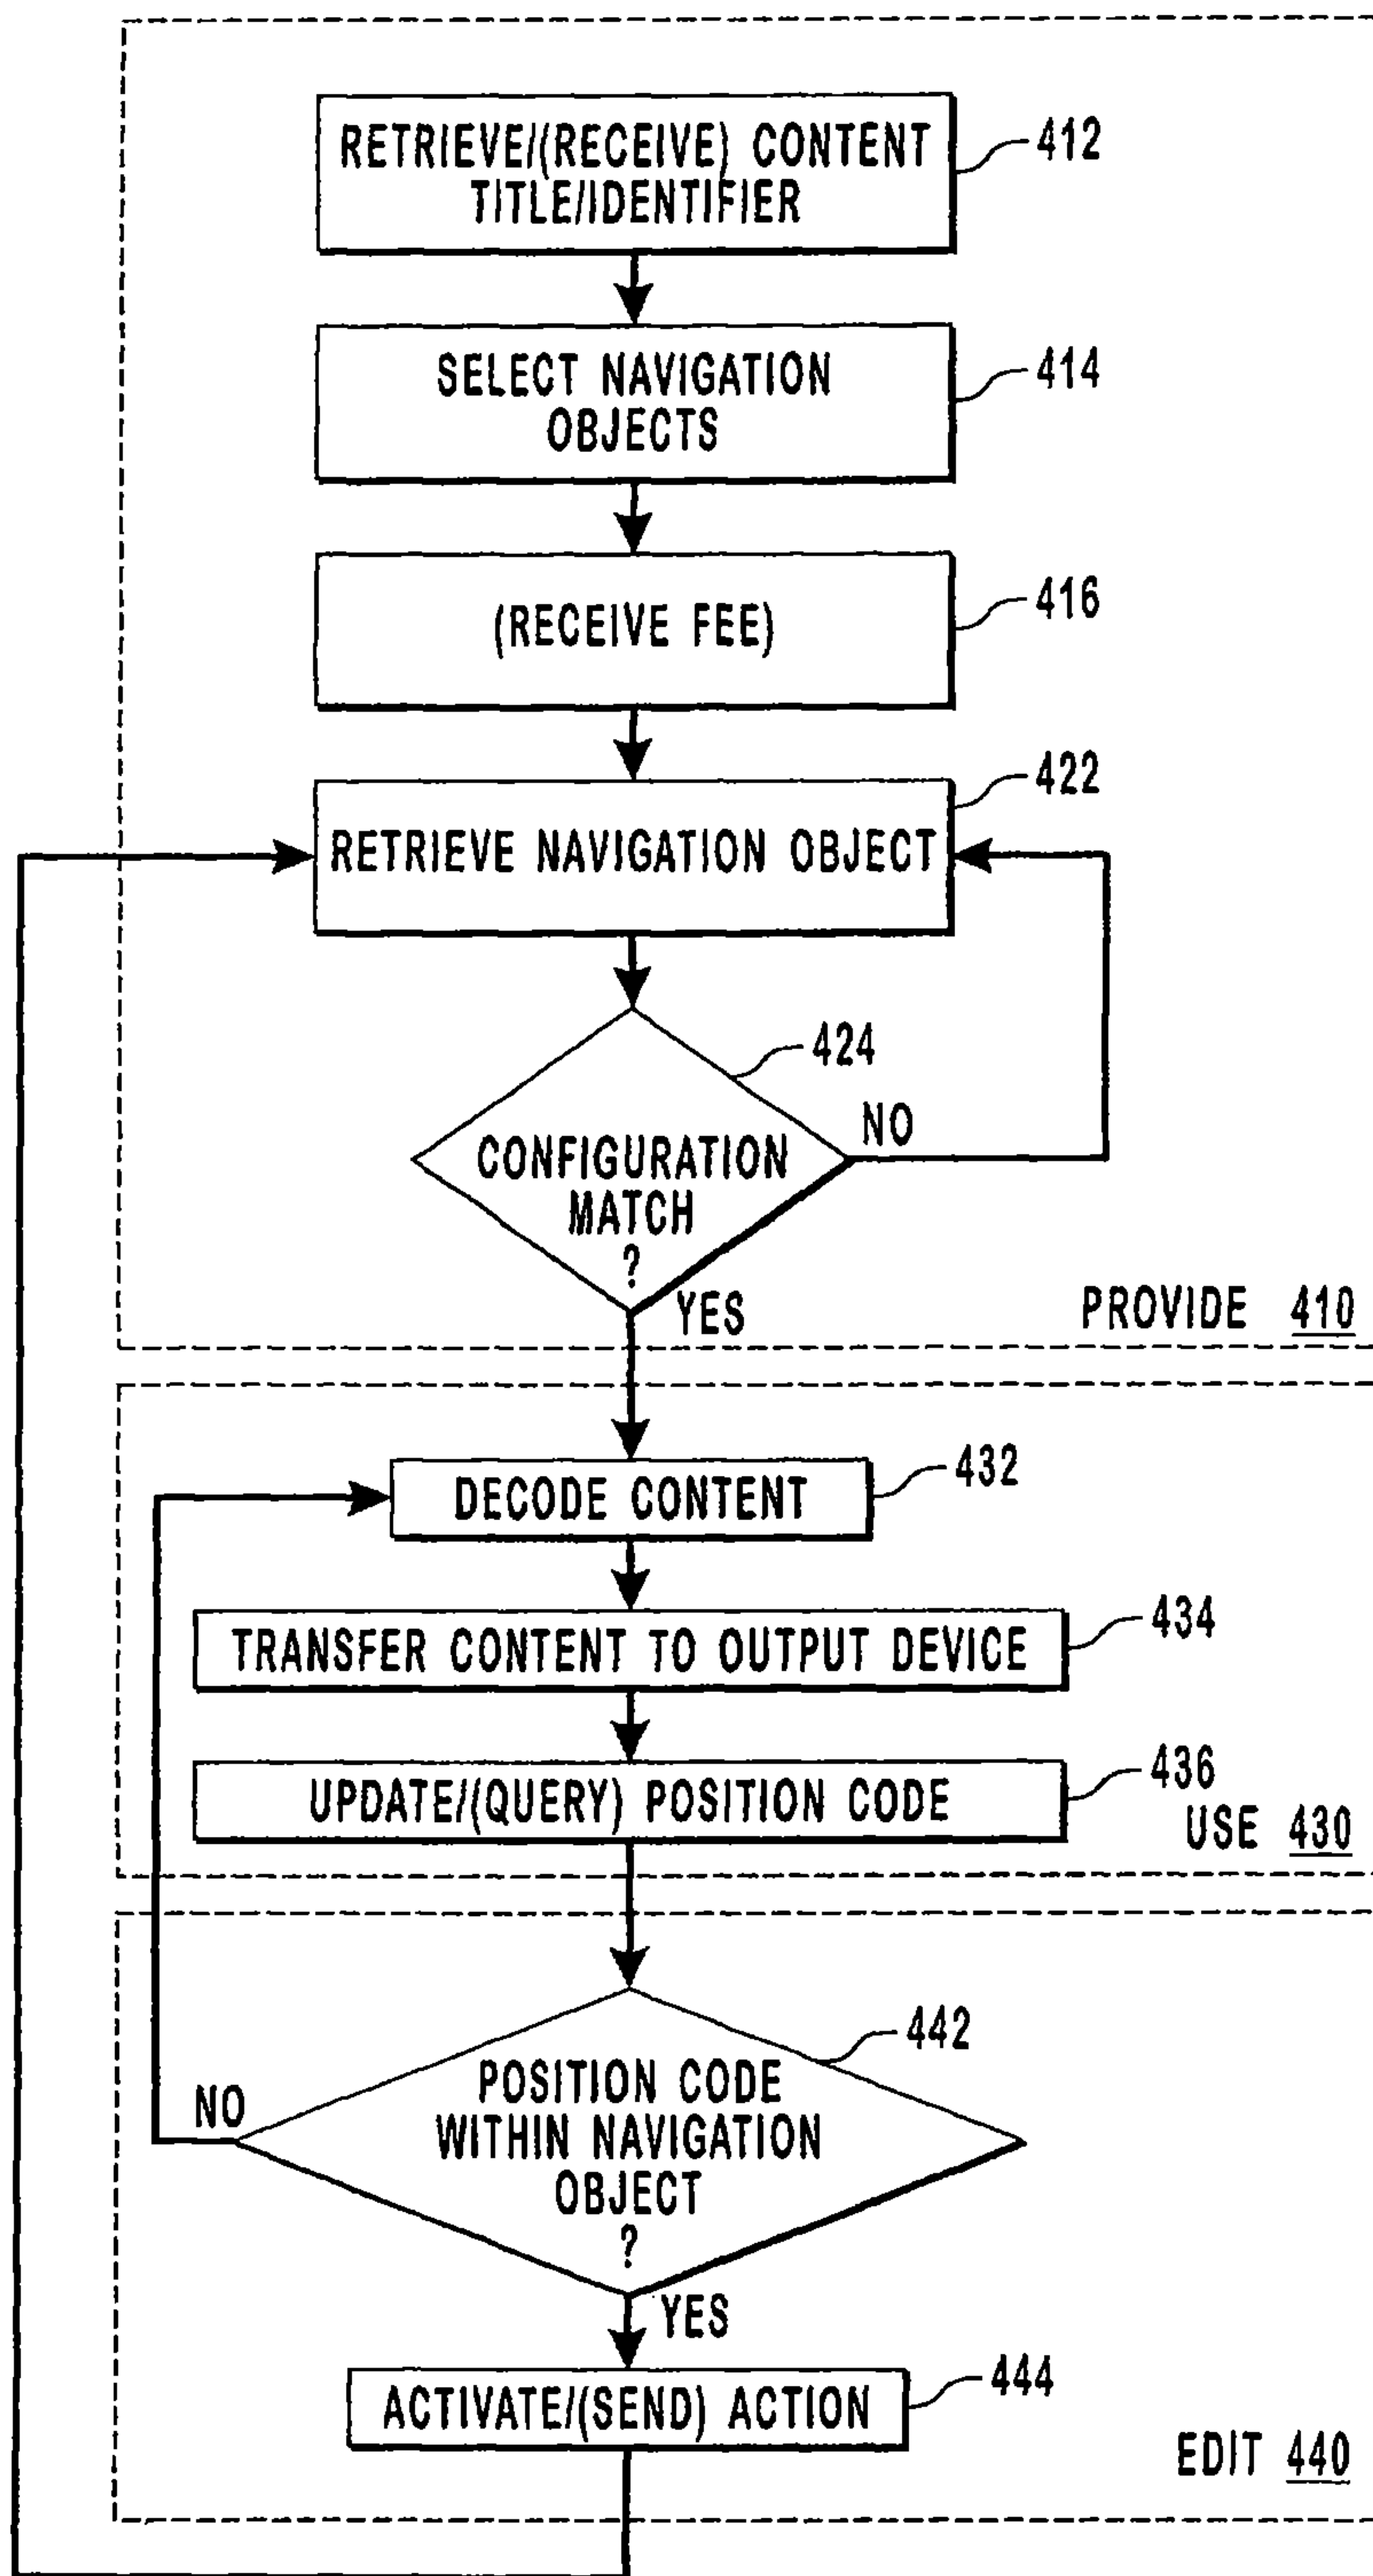 RETRIEVE/(RECEIVE) CONTENT
TITLE/IDENTIFIER
412
SELECT NAVIGATION
OBJECTS
414
(RECEIVE FEE)
416
RETRIEVE NAVIGATION OBJECT
422
424
CONFIGURATION
MATCH
?
NO
YES
PROVIDE 410
DECODE CONTENT
432
TRANSFER CONTENT TO OUTPUT DEVICE
434
UPDATE/(QUERY) POSITION CODE
436
USE 430
442
POSITION CODE
WITHIN NAVIGATION
OBJECT
?
NO
YES
ACTIVATE/(SEND) ACTION
444
EDIT 440